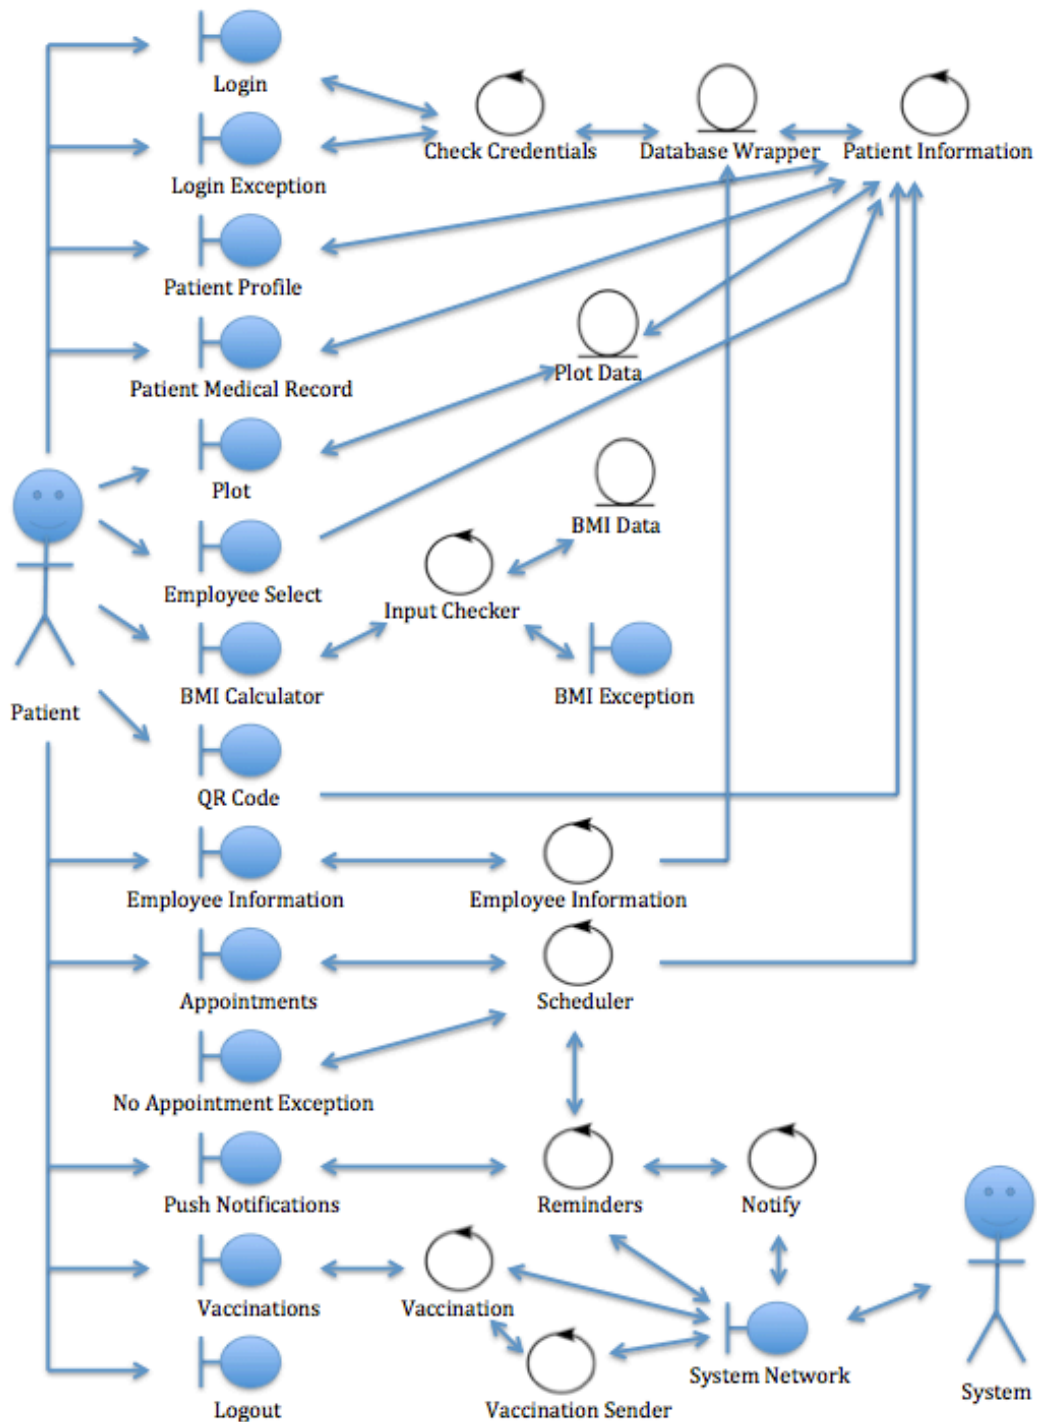 Login
Check Credentials
Database Wrapper
Patient Information
Login Exception
Patient Profile
Plot Data
Patient Medical Record
Plot
BMI Data
Employee Select
Input Checker
BMI Calculator
BMI Exception
Patient
QR Code
Employee Information
Employee Information
Appointments
Scheduler
No Appointment Exception
Push Notifications
Reminders
Notify
Vaccinations
Vaccination
System Network
System
Logout
Vaccination Sender